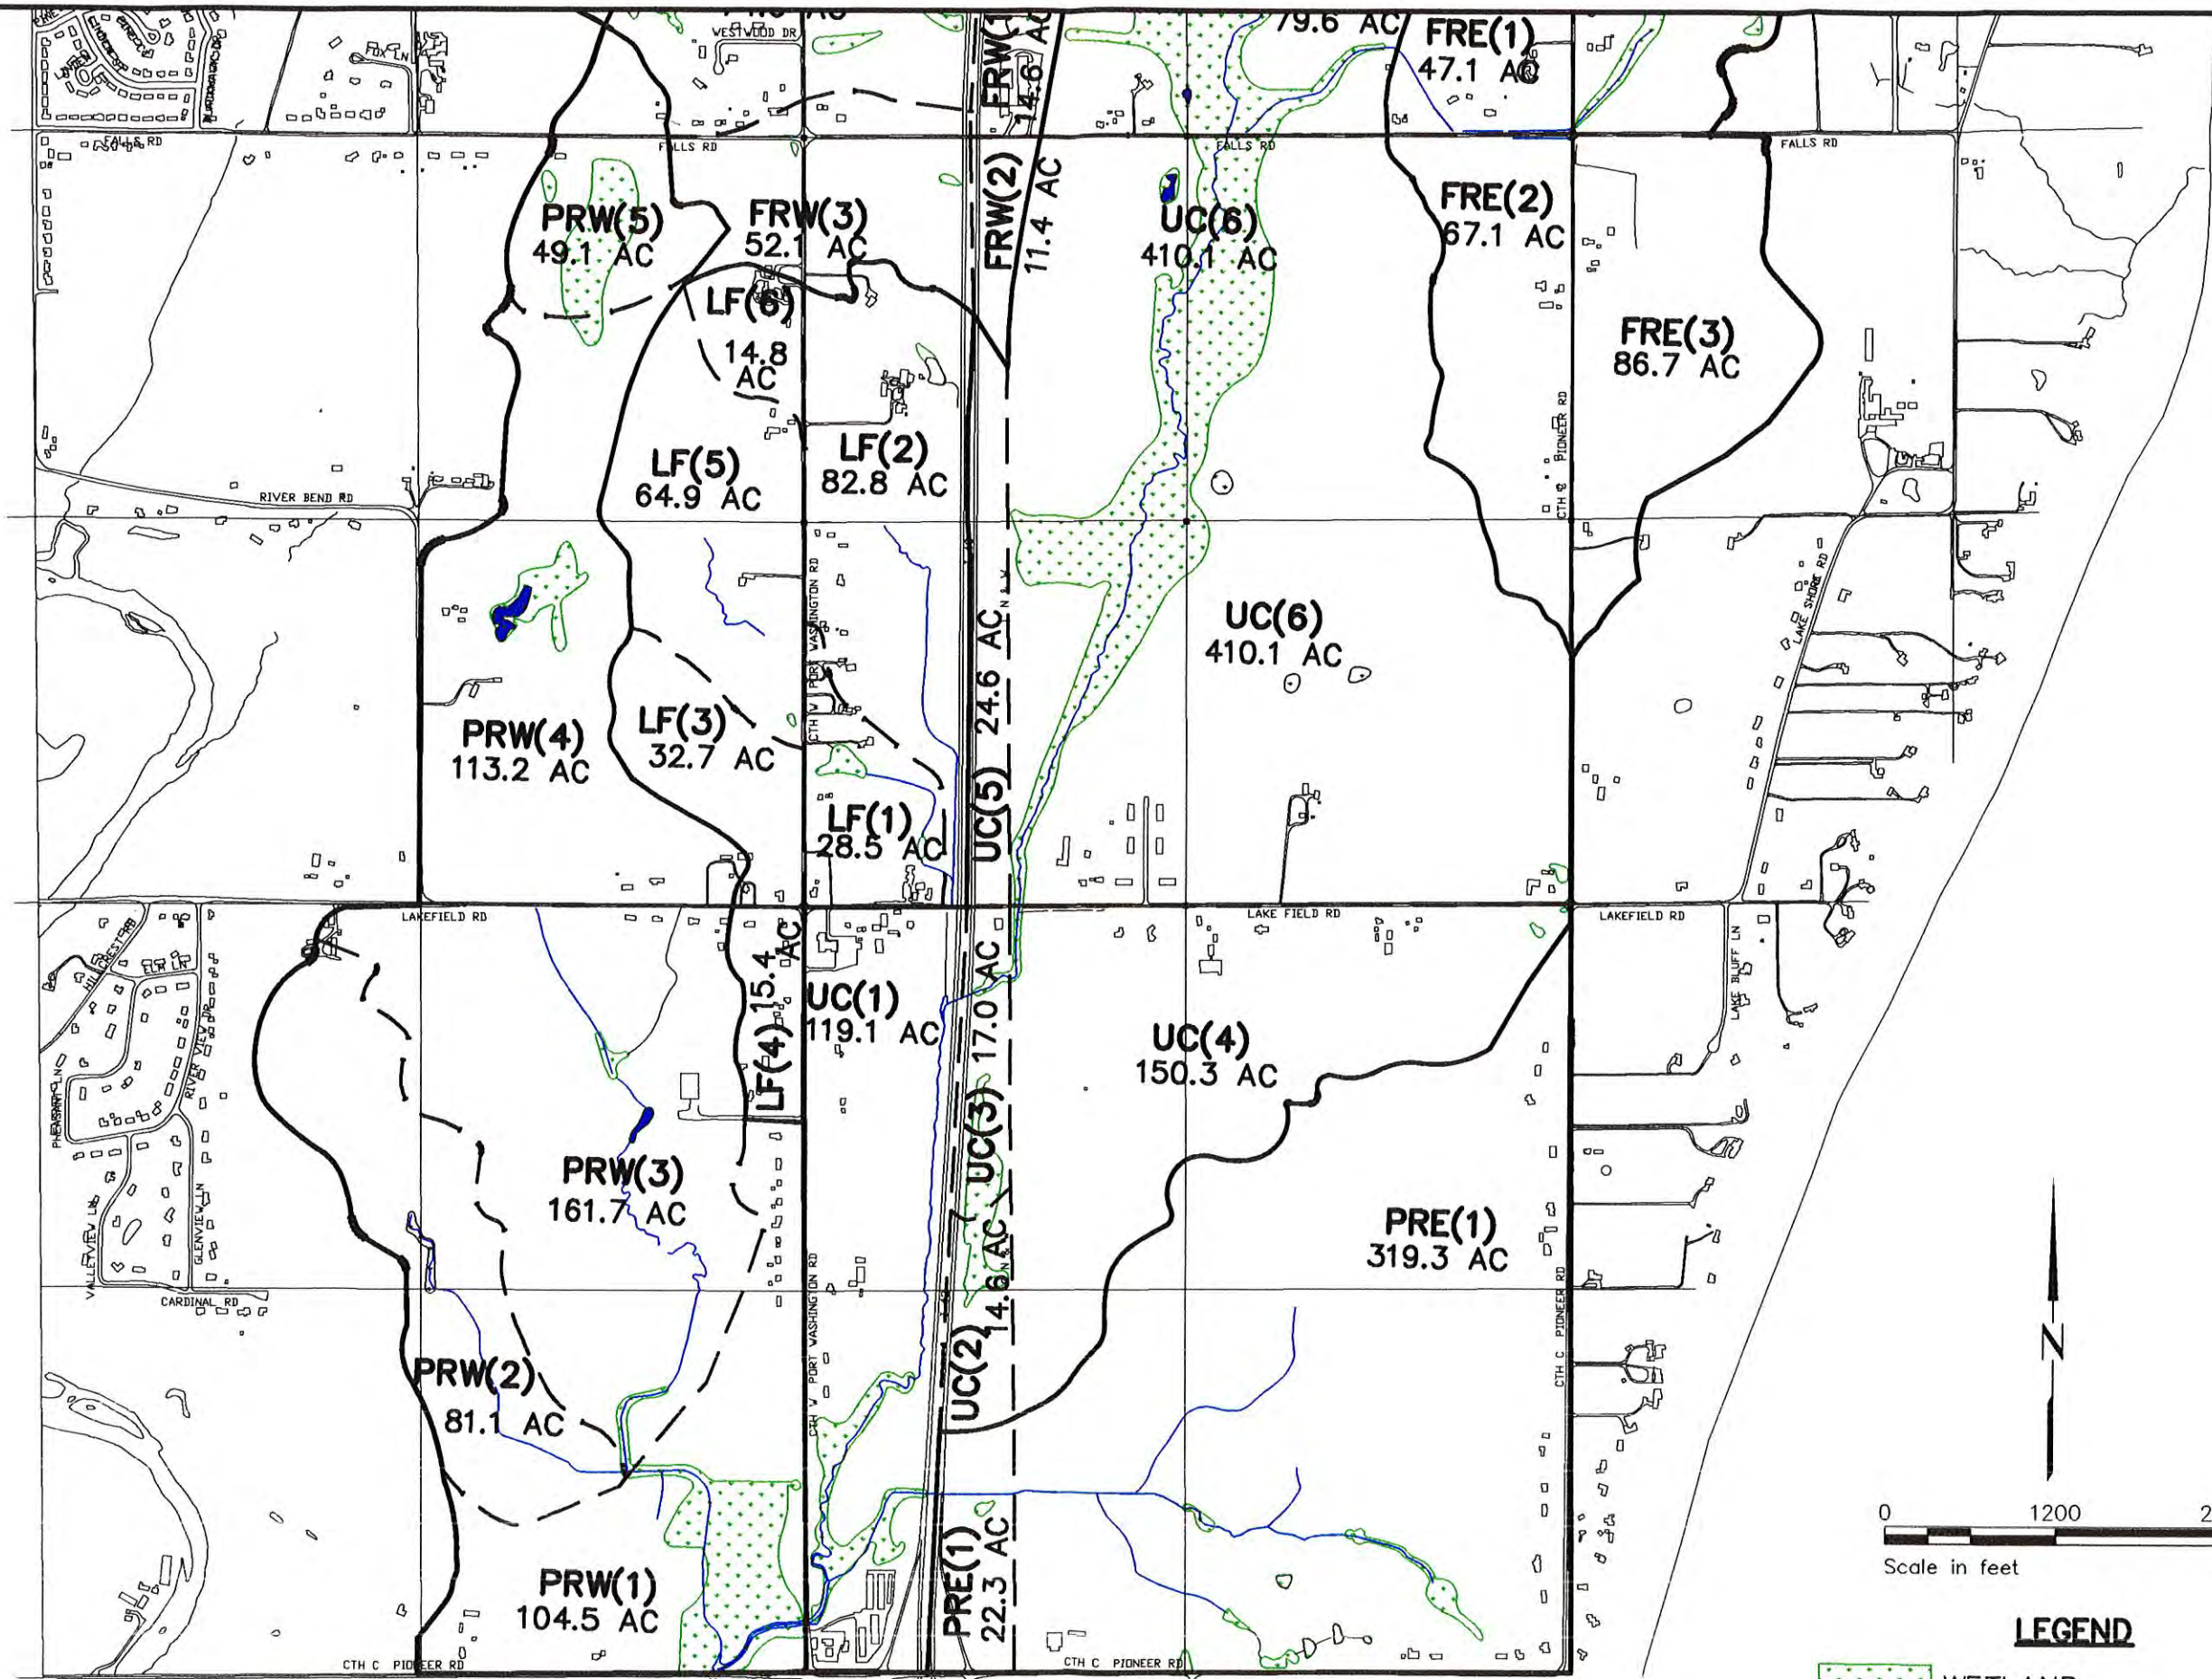 WESTWOOD DR
FOX LN
LINDEN
79.6 AC
FRE(1)
47.1 AC
14.6 AC
FALLS RD
FALLS RD
FALLS RD
FALLS RD
PRW(5)
49.1 AC
FRW(3)
52.1 AC
FRW(2)
11.4 AC
UC(6)
410.1 AC
FRE(2)
67.1 AC
LF(6)
14.8
AC
FRE(3)
86.7 AC
LF(5)
64.9 AC
LF(2)
82.8 AC
CTH C PIONEER RD
RIVER BEND RD
CTH W PORT WASHINGTON RD
LAKE SHORE RD
UC(6)
410.1 AC
UC(5) 24.6 AC
PRW(4)
113.2 AC
LF(3)
32.7 AC
LF(1)
28.5 AC
LAKEFIELD RD
LAKE FIELD RD
LAKEFIELD RD
HILLCREST RD
ELM LN
RIVER VIEW DR
PHEASANT LN
LAKE BLUFF LN
LF(4) 15.4 AC
UC(1)
119.1 AC
UC(3) 17.0 AC
UC(4)
150.3 AC
PRW(3)
161.7 AC
PRE(1)
319.3 AC
VALLEYVIEW LN
GLENVIEW LN
CARDINAL RD
CTH W PORT WASHINGTON RD
CTH C PIONEER RD
UC(2) 14.6 AC
PRW(2)
81.1 AC
N
0 1200
Scale in feet
PRE(1)
22.3 AC
PRW(1)
104.5 AC
CTH C PIONEER RD
CTH C PIONEER RD
LEGEND
WETLAND